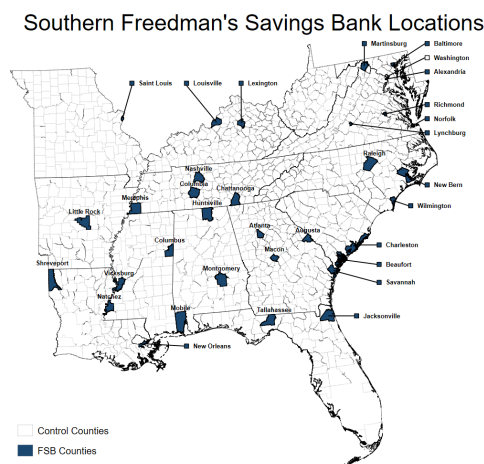 Southern Freedman's Savings Bank Locations
Martinsburg
Baltimore
Washington
Alexandria
Saint Louis
Louisville
Lexington
Richmond
Norfolk
Lynchburg
Raleigh
Nashville
Columbia
Chattanooga
New Bern
Memphis
Huntsville
Wilmington
Little Rock
Atlanta
Augusta
Columbus
Charleston
Macon
Shreveport
Beaufort
Vicksburg
Montgomery
Savannah
Natchez
Mobile
Tallahassee
Jacksonville
New Orleans
Control Counties
FSB Counties